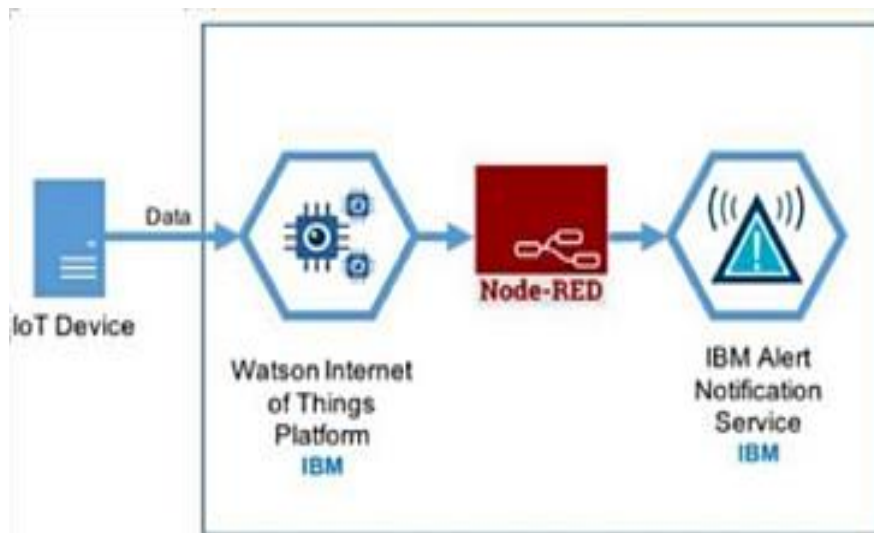 Data
IoT Device
Watson Internet
of Things
Platform
IBM
Node-RED
IBM Alert
Notification
Service
IBM